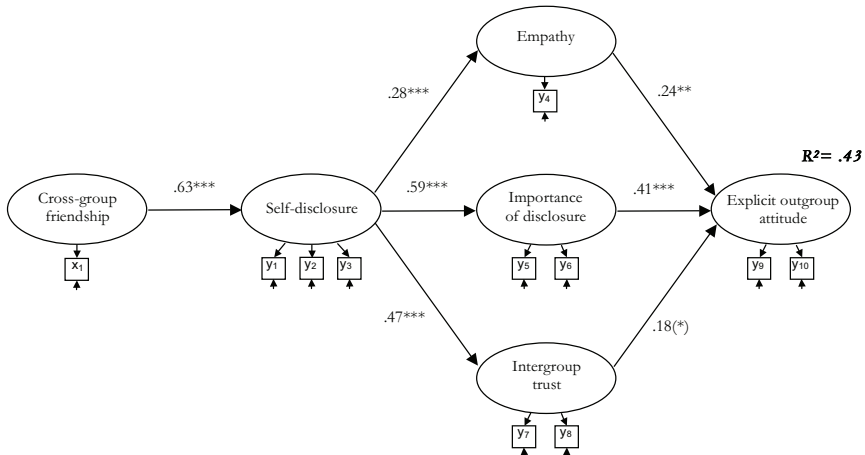 Empathy
y4
.28***
.24**
R²= .43
Cross-group
friendship
.63***
Self-disclosure
.59***
Importance
of disclosure
.41***
Explicit outgroup
attitude
x1
y1
y2
y3
y5
y6
y9
y10
.47***
.18(*)
Intergroup
trust
y7
y8